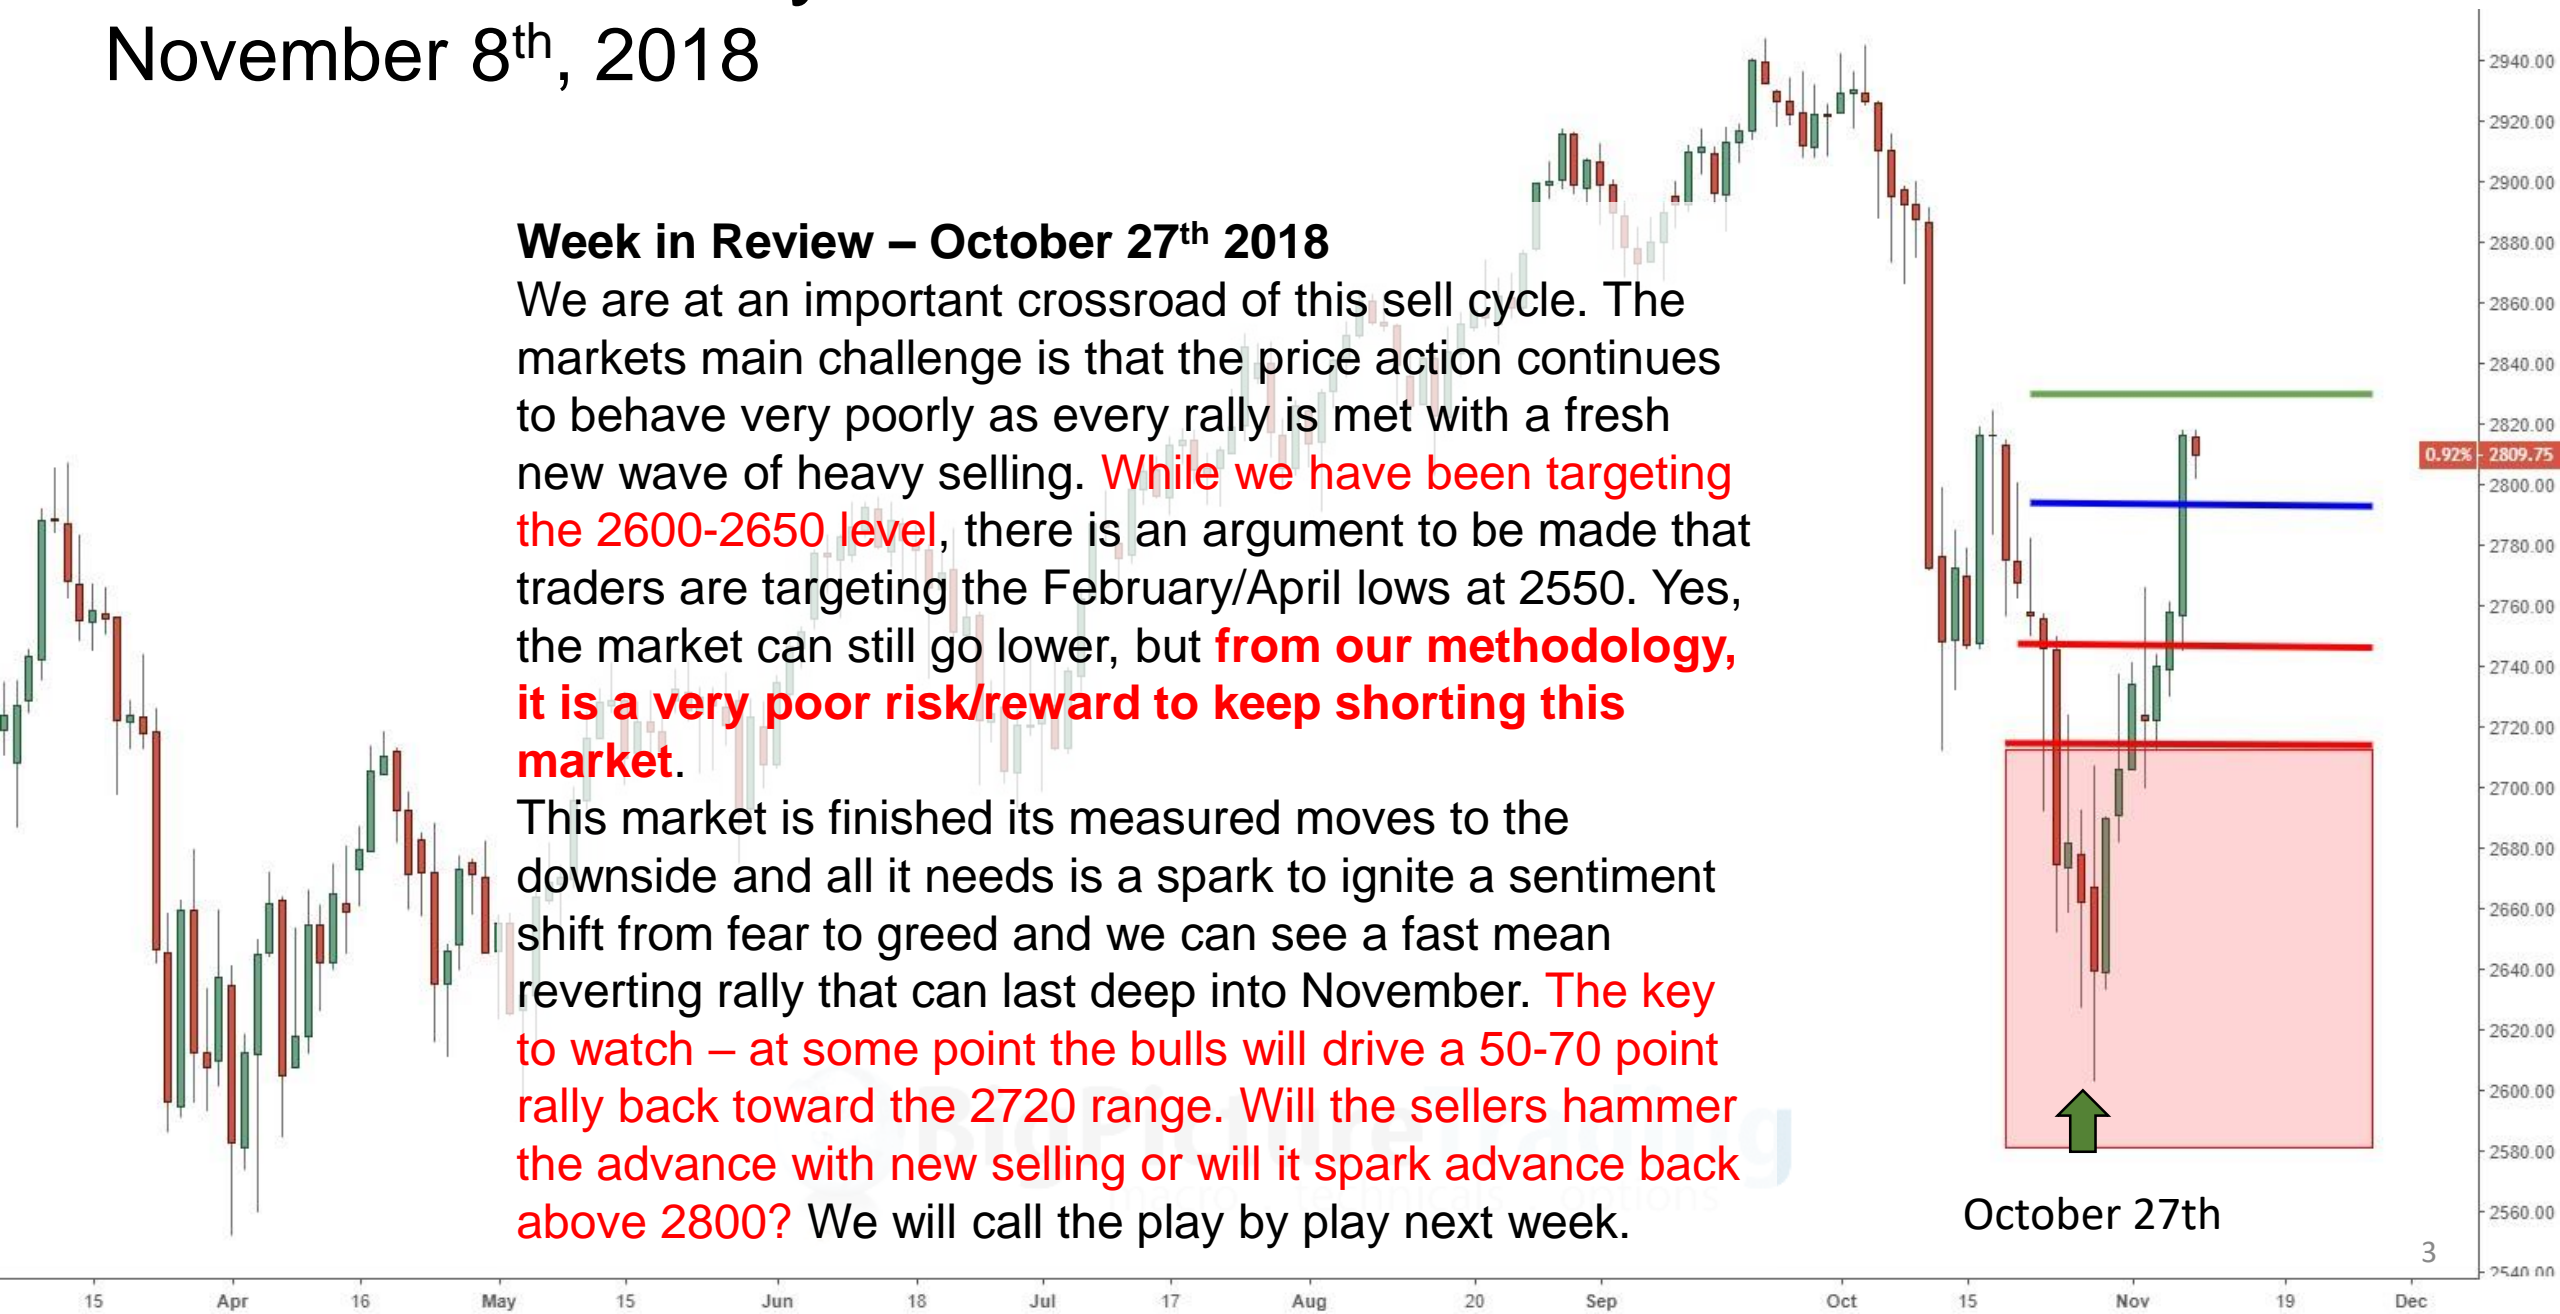 November 8th, 2018
Week in Review – October 27th 2018
We are at an important crossroad of this sell cycle. The
markets main challenge is that the price action continues
to behave very poorly as every rally is met with a fresh
new wave of heavy selling. While we have been targeting
the 2600-2650 level, there is an argument to be made that
traders are targeting the February/April lows at 2550. Yes,
the market can still go lower, but from our methodology,
it is a very poor risk/reward to keep shorting this
market.
This market is finished its measured moves to the
downside and all it needs is a spark to ignite a sentiment
shift from fear to greed and we can see a fast mean
reverting rally that can last deep into November. The key
to watch – at some point the bulls will drive a 50-70 point
rally back toward the 2720 range. Will the sellers hammer
the advance with new selling or will it spark advance back
above 2800? We will call the play by play next week.
BigPictureTrading
macro technicals options
October 27th
3
2940.00
2920.00
2900.00
2880.00
2860.00
2840.00
2820.00
0.92% 2809.75
2800.00
2780.00
2760.00
2740.00
2720.00
2700.00
2680.00
2660.00
2640.00
2620.00
2600.00
2580.00
2560.00
2540.00
15 Apr 16 May 15 Jun 18 Jul 17 Aug 20 Sep Oct 15 Nov 19 Dec